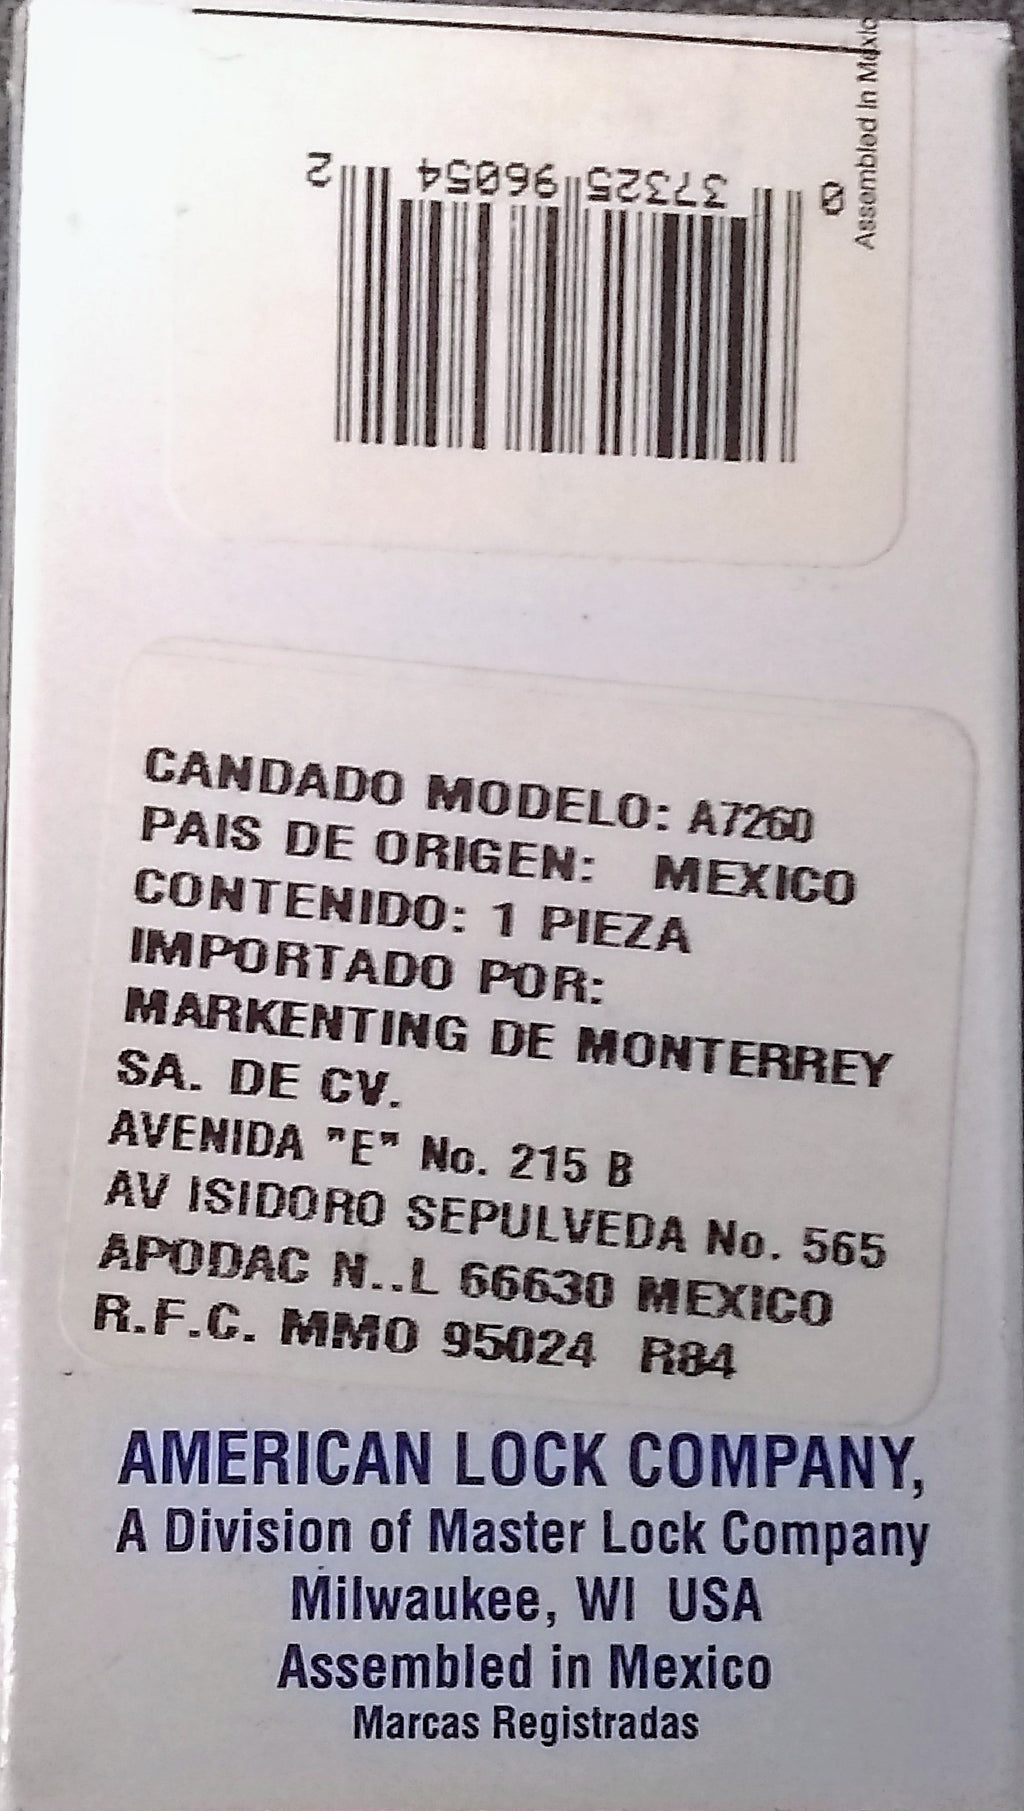 Assembled In Mexic
0 37325 96054 2
CANDADO MODELO: A7260
PAIS DE ORIGEN: MEXICO
CONTENIDO: 1 PIEZA
IMPORTADO POR:
MARKENTING DE MONTERREY
SA. DE CV.
AVENIDA "E" No. 215 B
AV ISIDORO SEPULVEDA No. 565
APODAC N..L 66630 MEXICO
R.F.C. MMO 95024 R84
AMERICAN LOCK COMPANY,
A Division of Master Lock Company
Milwaukee, WI USA
Assembled in Mexico
Marcas Registradas